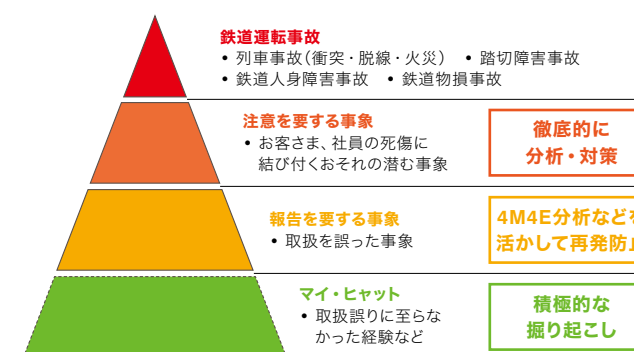 鉄道運転事故
• 列車事故(衝突・脱線・火災) • 踏切障害事故
• 鉄道人身障害事故 • 鉄道物損事故
注意を要する事象
• お客さま、社員の死傷に
結び付くおそれの潜む事象
徹底的に
分析・対策
報告を要する事象
• 取扱を誤った事象
4M4E分析などを
活かして再発防止
マイ・ヒヤット
• 取扱誤りに至らな
かった経験など
積極的な
掘り起こし